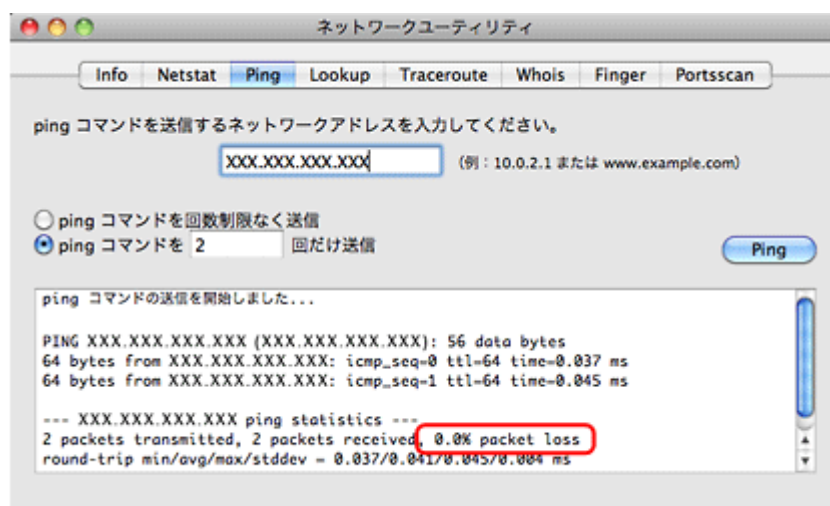 ネットワークユーティリティ
Info Netstat Ping Lookup Traceroute Whois Finger Portsscan
ping コマンドを送信するネットワークアドレスを入力してください。
XXX.XXX.XXX.XXX (例：10.0.2.1 または www.example.com)
ping コマンドを回数制限なく送信
ping コマンドを 2 回だけ送信 Ping
ping コマンドの送信を開始しました...
PING XXX.XXX.XXX.XXX (XXX.XXX.XXX.XXX): 56 data bytes
64 bytes from XXX.XXX.XXX.XXX: icmp_seq=0 ttl=64 time=0.037 ms
64 bytes from XXX.XXX.XXX.XXX: icmp_seq=1 ttl=64 time=0.045 ms
--- XXX.XXX.XXX.XXX ping statistics ---
2 packets transmitted, 2 packets received, 0.0% packet loss
round-trip min/avg/max/stddev = 0.037/0.041/0.045/0.004 ms